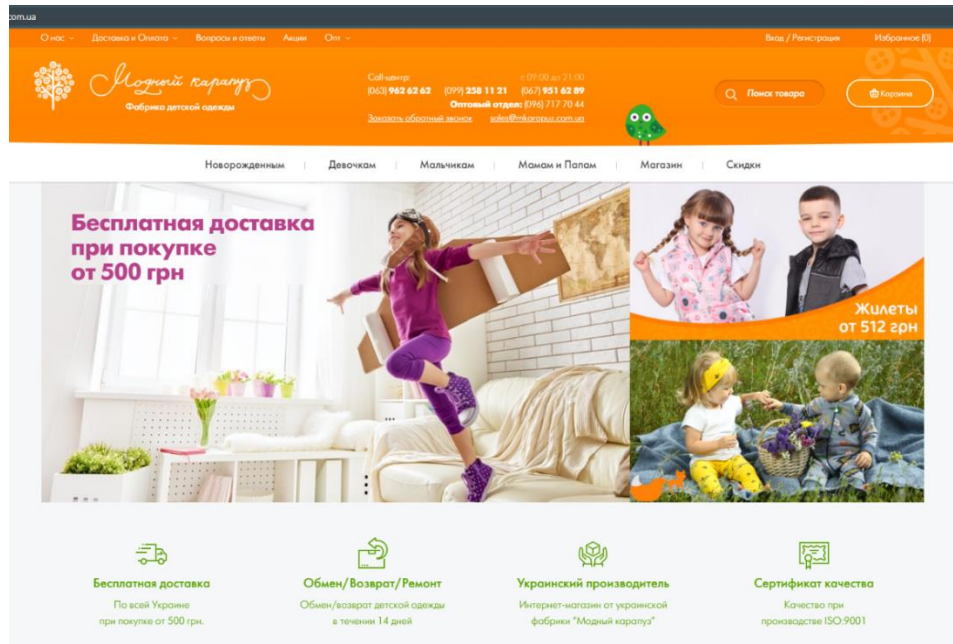 com.ua
О нас
Доставка и Оплата
Вопросы и ответы
Акции
Опт
Вход / Регистрация
Избранное (0)
Модный карапуз
Фабрика детской одежды
Call-центр: с 09:00 до 21:00
(063) 962 62 62 (099) 258 11 21 (067) 951 62 89
Оптовый отдел: (096) 717 70 44
Заказать обратный звонок sales@mkarapuz.com.ua
Поиск товара
Корзина
Новорожденным
Девочкам
Мальчикам
Мамам и Папам
Магазин
Скидки
Бесплатная доставка
при покупке
от 500 грн
Жилеты
от 512 грн
Бесплатная доставка
По всей Украине
при покупке от 500 грн.
Обмен/Возврат/Ремонт
Обмен/возврат детской одежды
в течении 14 дней
Украинский производитель
Интернет-магазин от украинской
фабрики "Модный карапуз"
Сертификат качества
Качество при
производстве ISO:9001